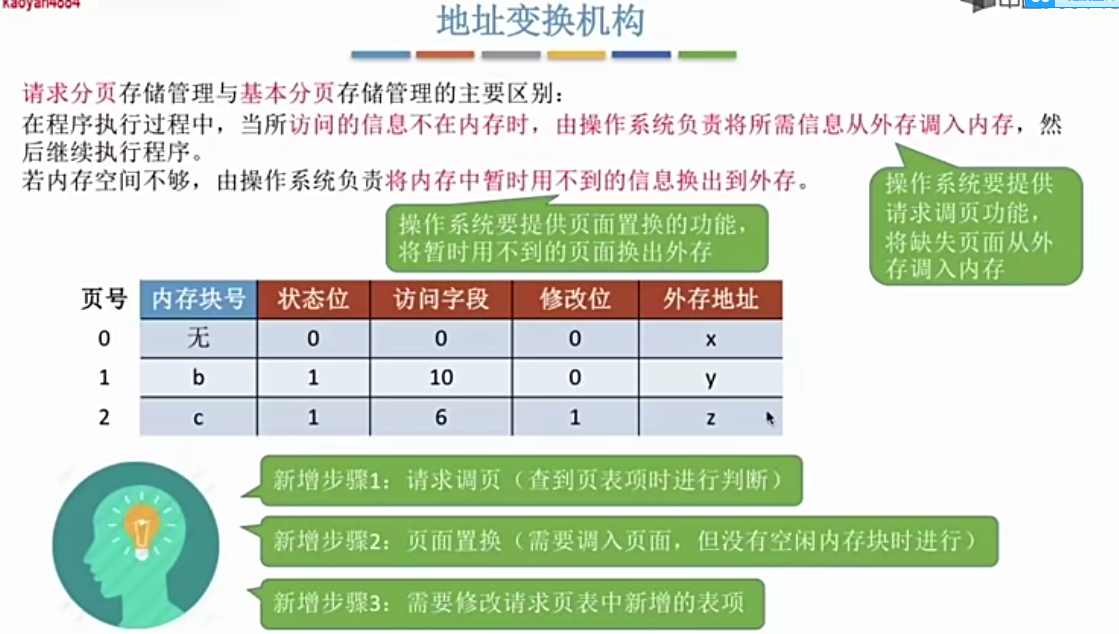 kaoyan4884
地址变换机构
请求分页存储管理与基本分页存储管理的主要区别：
在程序执行过程中，当所访问的信息不在内存时，由操作系统负责将所需信息从外存调入内存，然
后继续执行程序。
若内存空间不够，由操作系统负责将内存中暂时用不到的信息换出到外存。
操作系统要提供
请求调页功能，
将缺失页面从外
存调入内存
操作系统要提供页面置换的功能，
将暂时用不到的页面换出外存
页号 内存块号 状态位 访问字段 修改位 外存地址
0 无 0 0 0 x
1 b 1 10 0 y
2 c 1 6 1 z
新增步骤1：请求调页（查到页表项时进行判断）
新增步骤2：页面置换（需要调入页面，但没有空闲内存块时进行）
新增步骤3：需要修改请求页表中新增的表项